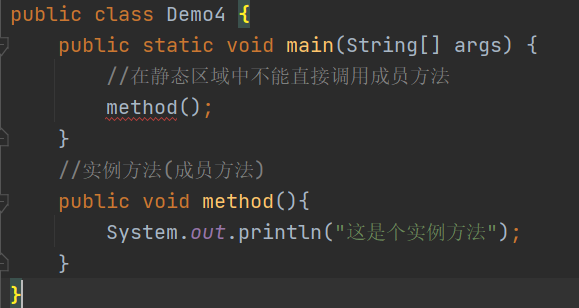 public class Demo4 {
    public static void main(String[] args) {
        //在静态区域中不能直接调用成员方法
        method();
    }
    //实例方法(成员方法)
    public void method(){
        System.out.println("这是个实例方法");
    }
}